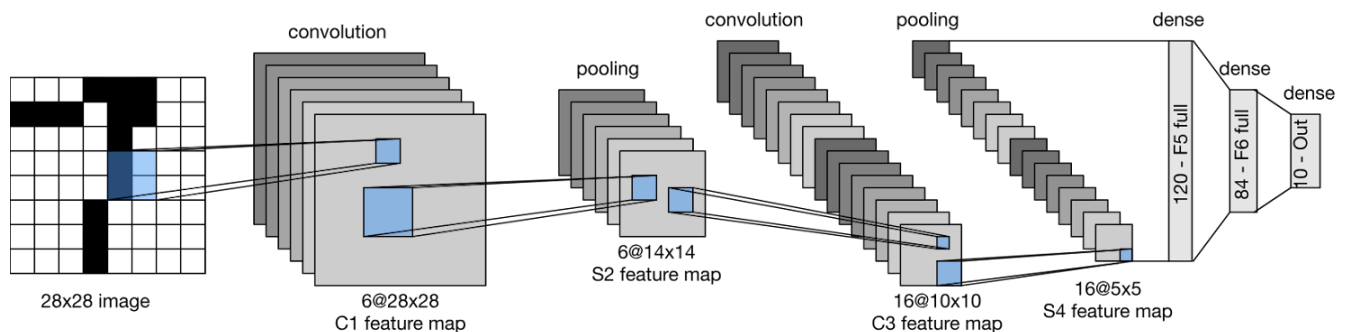 convolution
28x28 image
6@28x28
C1 feature map
pooling
6@14x14
S2 feature map
convolution
16@10x10
C3 feature map
pooling
16@5x5
S4 feature map
dense
120 - F5 full
dense
84 - F6 full
dense
10 - Out